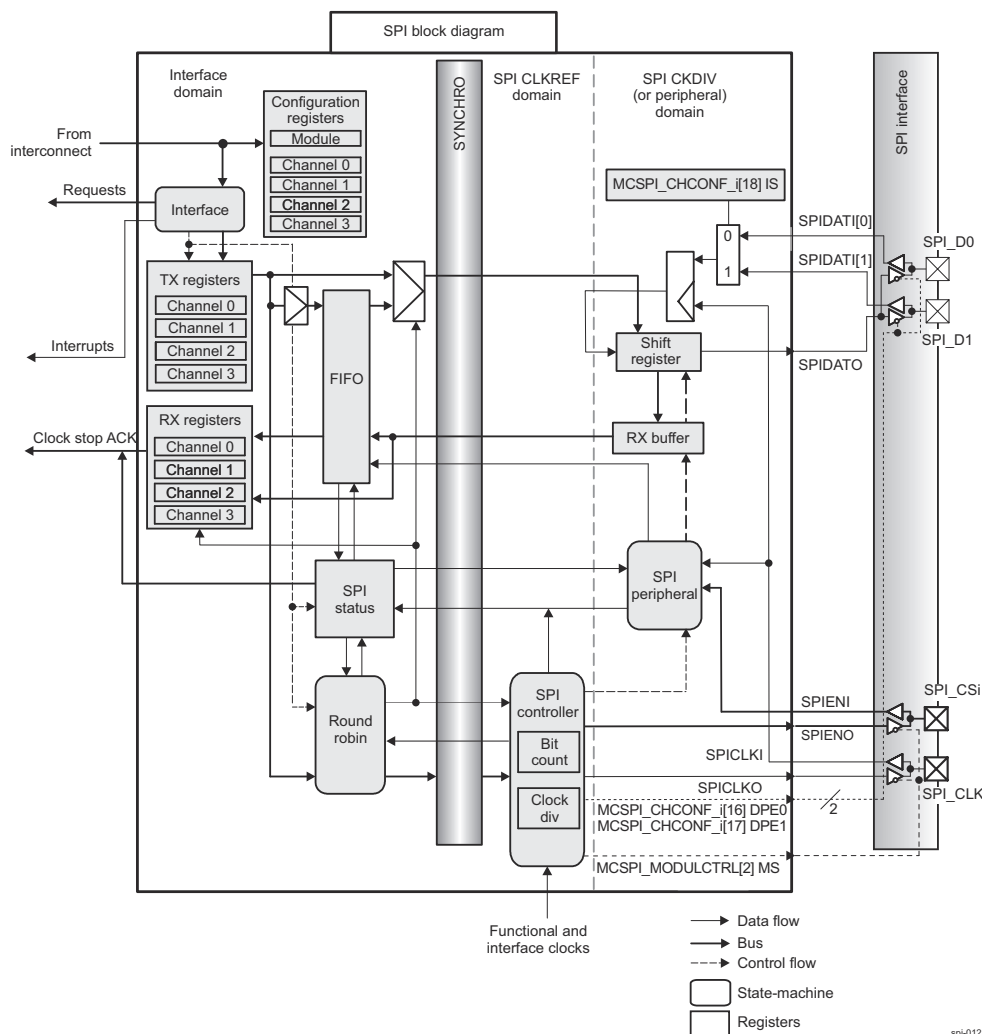 SPI block diagram
Interface
domain
SPI CLKREF
domain
SPI CKDIV
(or peripheral)
domain
SYNCHRO
SPI interface
Configuration
registers
Module
Channel 0
Channel 1
Channel 2
Channel 3
From
interconnect
Requests
Interface
MCSPI_CHCONF_i[18] IS
SPIDATI[0]
SPI_D0
0
1
SPIDATI[1]
SPI_D1
TX registers
Channel 0
Channel 1
Channel 2
Channel 3
Interrupts
FIFO
Shift
register
SPIDATO
RX registers
Channel 0
Channel 1
Channel 2
Channel 3
Clock stop ACK
RX buffer
SPI
status
SPI
peripheral
Round
robin
SPI
controller
Bit
count
Clock
div
SPIENI
SPI_CSi
SPIENO
SPICLKI
SPI_CLK
SPICLKO
2
MCSPI_CHCONF_i[16] DPE0
MCSPI_CHCONF_i[17] DPE1
MCSPI_MODULCTRL[2] MS
Functional and
interface clocks
Data flow
Bus
Control flow
State-machine
Registers
spi-012